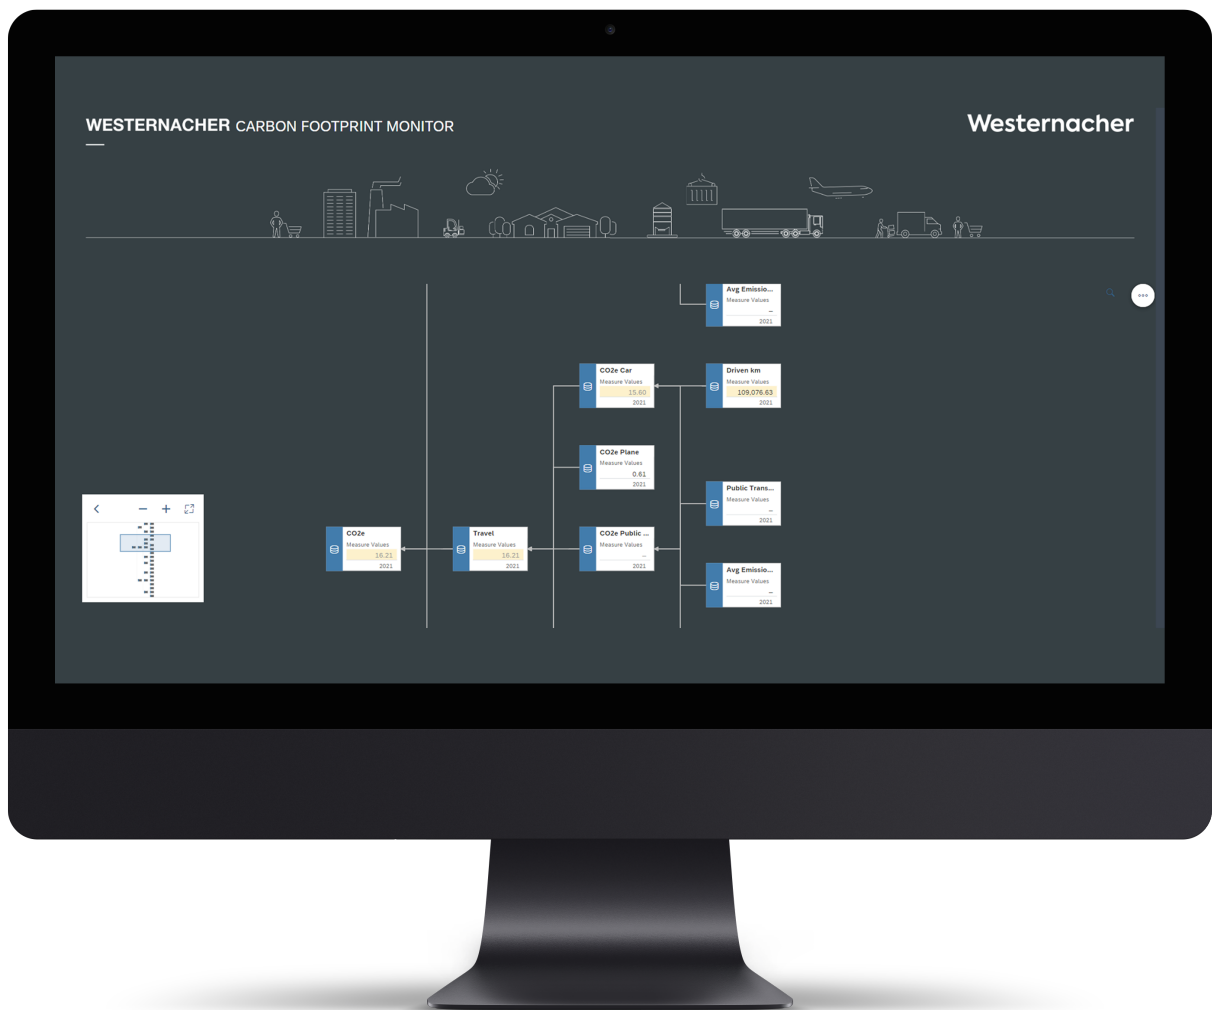 WESTERNACHER CARBON FOOTPRINT MONITOR
Westernacher
Avg Emissio...
Measure Values
–
2021
CO2e Car
Measure Values
15.60
2021
Driven km
Measure Values
109,076.63
2021
CO2e Plane
Measure Values
0.61
2021
Public Trans...
Measure Values
–
2021
CO2e
Measure Values
16.21
2021
Travel
Measure Values
16.21
2021
CO2e Public ...
Measure Values
–
2021
Avg Emissio...
Measure Values
–
2021